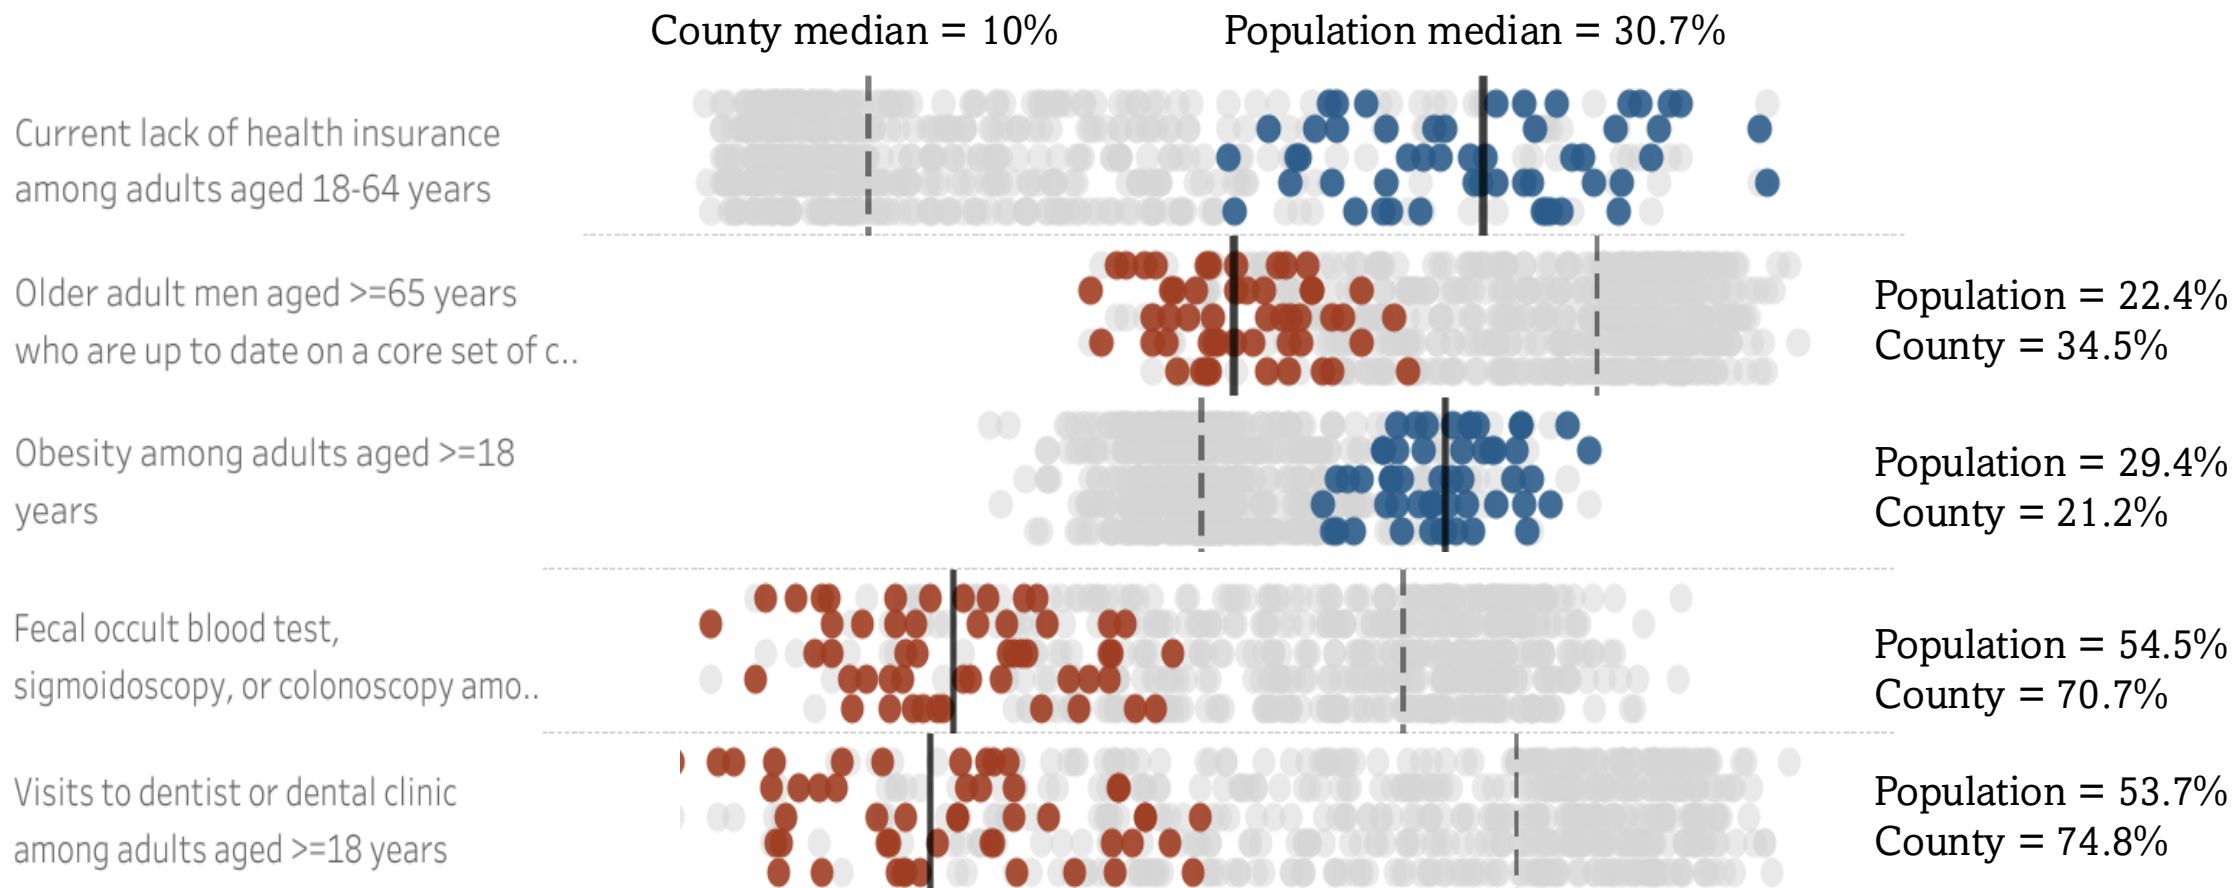 County median = 10% Population median = 30.7%
Current lack of health insurance
among adults aged 18-64 years
Older adult men aged >=65 years
who are up to date on a core set of c..
Population = 22.4%
County = 34.5%
Obesity among adults aged >=18
years
Population = 29.4%
County = 21.2%
Fecal occult blood test,
sigmoidoscopy, or colonoscopy amo..
Population = 54.5%
County = 70.7%
Visits to dentist or dental clinic
among adults aged >=18 years
Population = 53.7%
County = 74.8%